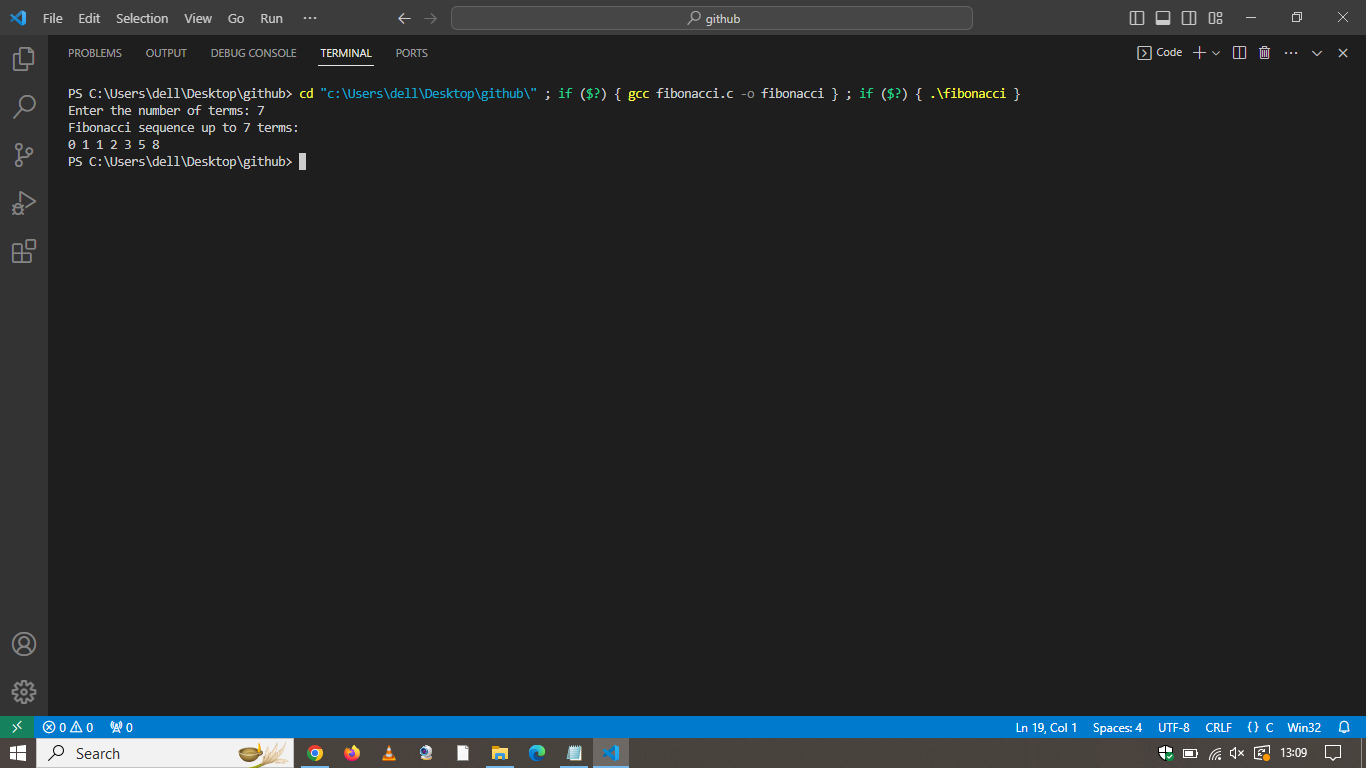 File Edit Selection View Go Run ···
github
PROBLEMS OUTPUT DEBUG CONSOLE TERMINAL PORTS
Code
PS C:\Users\dell\Desktop\github> cd "c:\Users\dell\Desktop\github\" ; if ($?) { gcc fibonacci.c -o fibonacci } ; if ($?) { .\fibonacci }
Enter the number of terms: 7
Fibonacci sequence up to 7 terms:
0 1 1 2 3 5 8
PS C:\Users\dell\Desktop\github>
0 0 0 Ln 19, Col 1 Spaces: 4 UTF-8 CRLF {} C Win32
Search 13:09